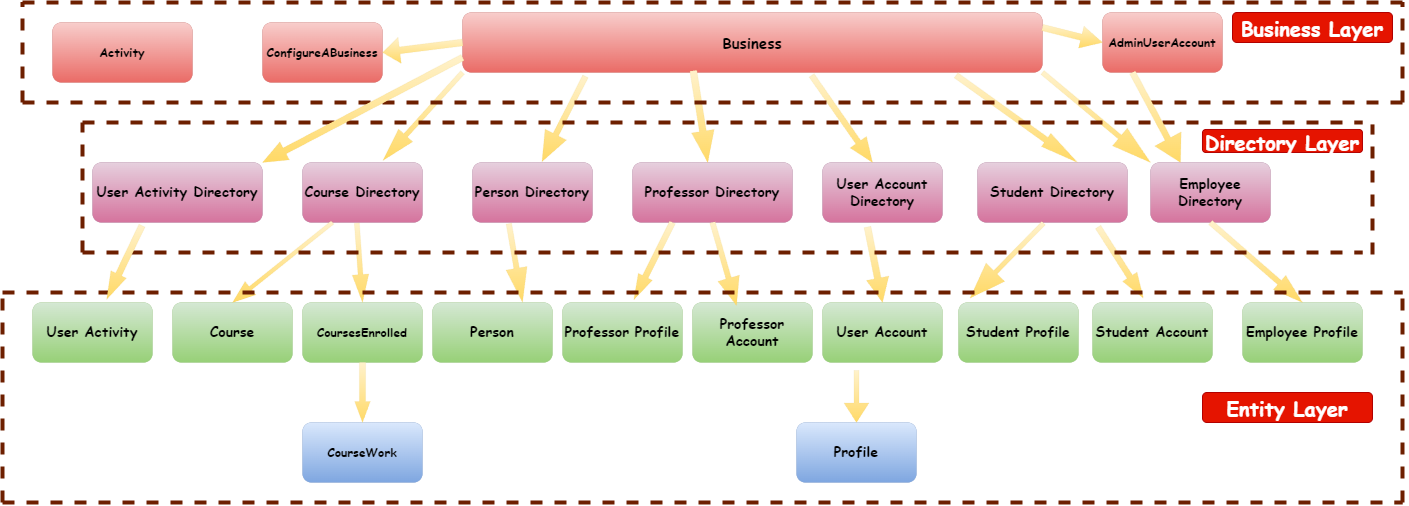 Business Layer
Activity
ConfigureABusiness
Business
AdminUserAccount
Directory Layer
User Activity Directory
Course Directory
Person Directory
Professor Directory
User Account
Directory
Student Directory
Employee
Directory
User Activity
Course
CoursesEnrolled
Person
Professor Profile
Professor
Account
User Account
Student Profile
Student Account
Employee Profile
Entity Layer
CourseWork
Profile